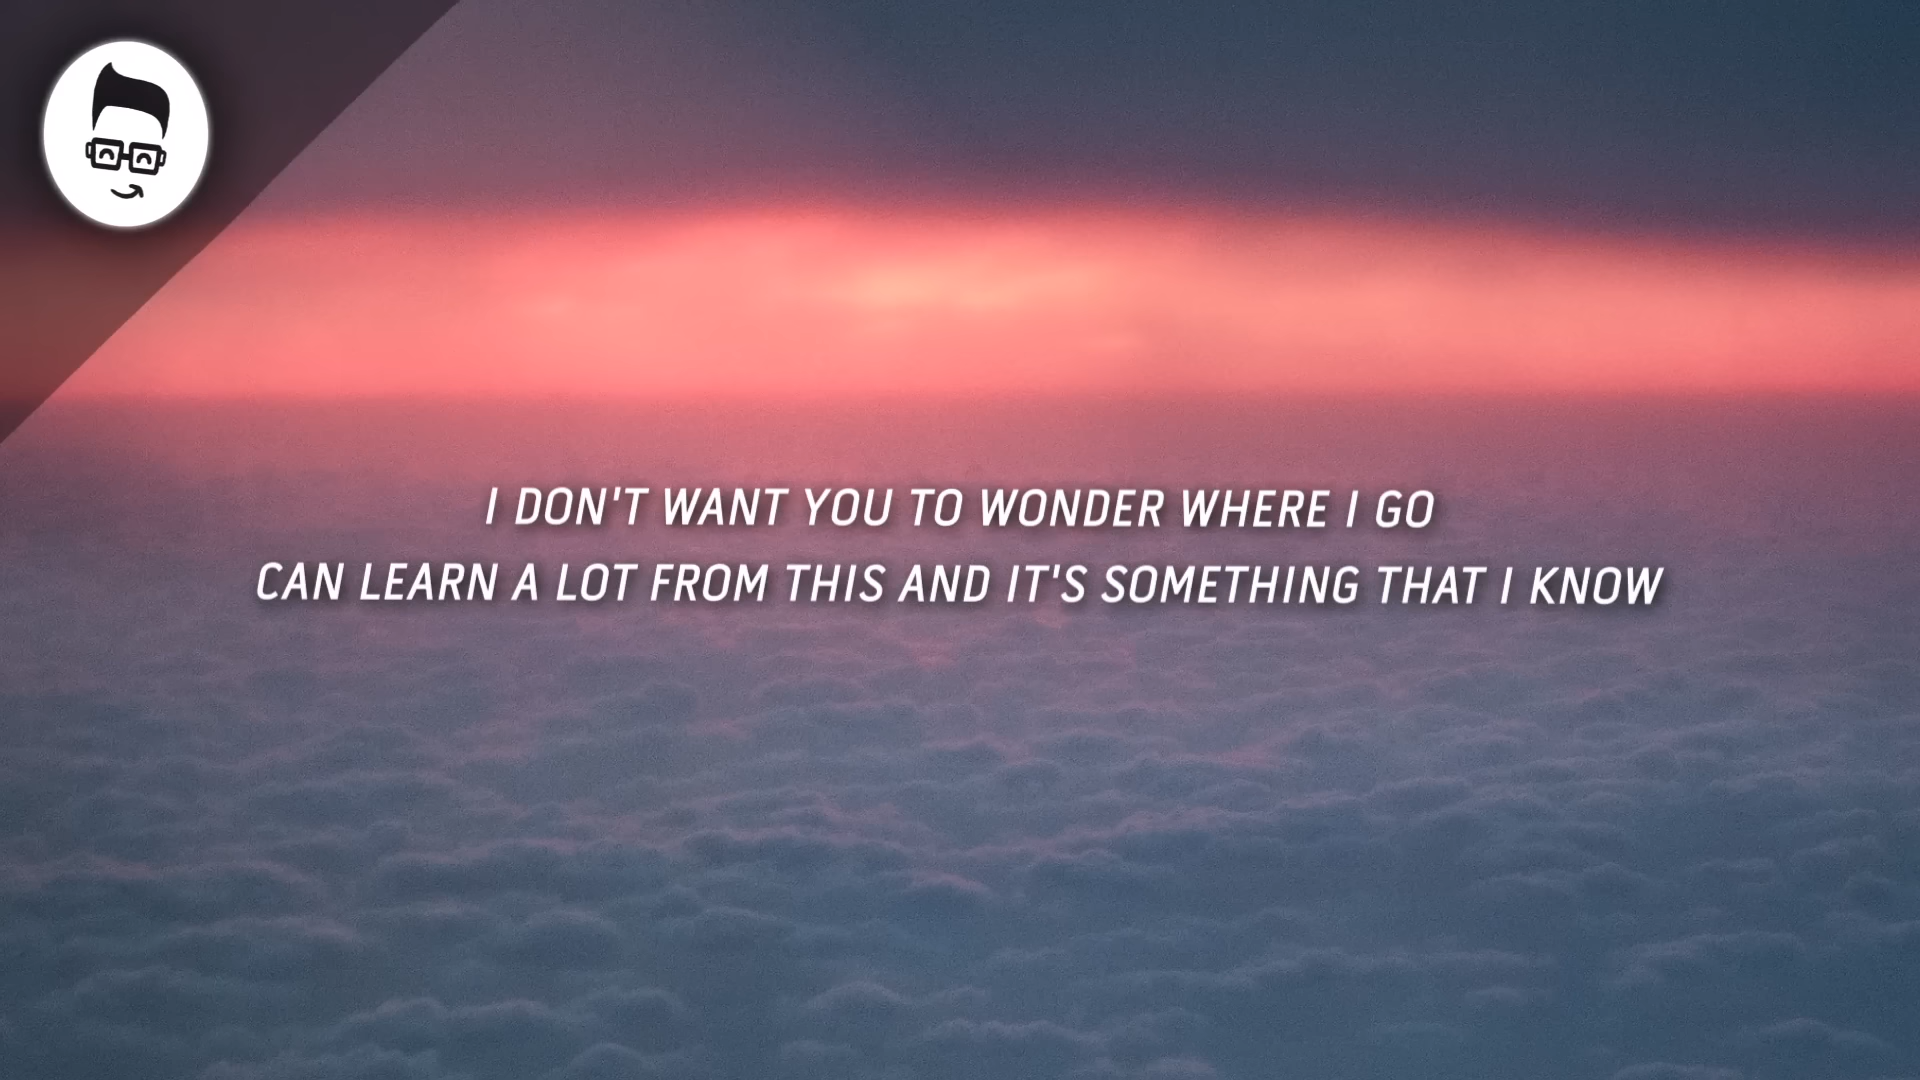 I DON'T WANT YOU TO WONDER WHERE I GO
CAN LEARN A LOT FROM THIS AND IT'S SOMETHING THAT I KNOW